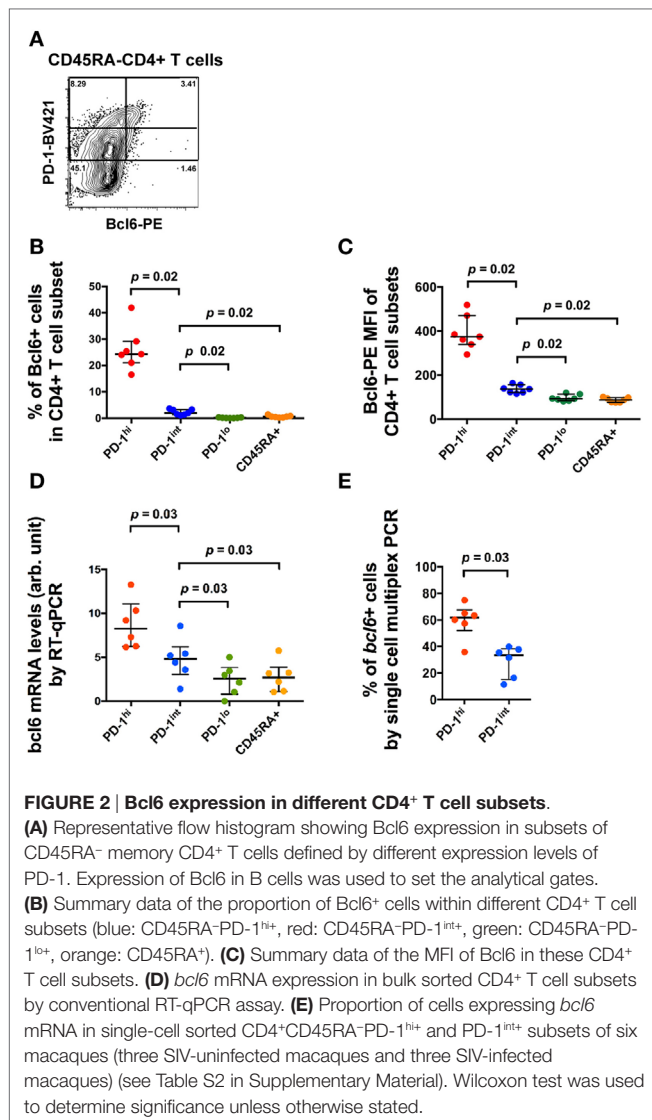 A
CD45RA-CD4+ T cells
8.29
3.41
PD-1-BV421
45.1
1.46
Bcl6-PE
B
% of Bcl6+ cells
in CD4+ T cell subset
50
40
30
20
10
0
p = 0.02
p = 0.02
p 0.02
PD-1hi
PD-1int
PD-1lo
CD45RA+
C
Bcl6-PE MFI of
CD4+ T cell subsets
600
400
200
0
p = 0.02
p = 0.02
p 0.02
PD-1hi
PD-1int
PD-1lo
CD45RA+
D
bcl6 mRNA levels (arb. unit)
by RT-qPCR
15
10
5
0
p = 0.03
p = 0.03
p = 0.03
PD-1hi
PD-1int
PD-1lo
CD45RA+
E
% of bcl6+ cells
by single cell multiplex PCR
100
80
60
40
20
0
p = 0.03
PD-1hi
PD-1int
FIGURE 2 | Bcl6 expression in different CD4+ T cell subsets.
(A) Representative flow histogram showing Bcl6 expression in subsets of
CD45RA− memory CD4+ T cells defined by different expression levels of
PD-1. Expression of Bcl6 in B cells was used to set the analytical gates.
(B) Summary data of the proportion of Bcl6+ cells within different CD4+ T cell
subsets (blue: CD45RA−PD-1hi+, red: CD45RA−PD-1int+, green: CD45RA−PD-
1lo+, orange: CD45RA+). (C) Summary data of the MFI of Bcl6 in these CD4+
T cell subsets. (D) bcl6 mRNA expression in bulk sorted CD4+ T cell subsets
by conventional RT-qPCR assay. (E) Proportion of cells expressing bcl6
mRNA in single-cell sorted CD4+CD45RA−PD-1hi+ and PD-1int+ subsets of six
macaques (three SIV-uninfected macaques and three SIV-infected
macaques) (see Table S2 in Supplementary Material). Wilcoxon test was used
to determine significance unless otherwise stated.